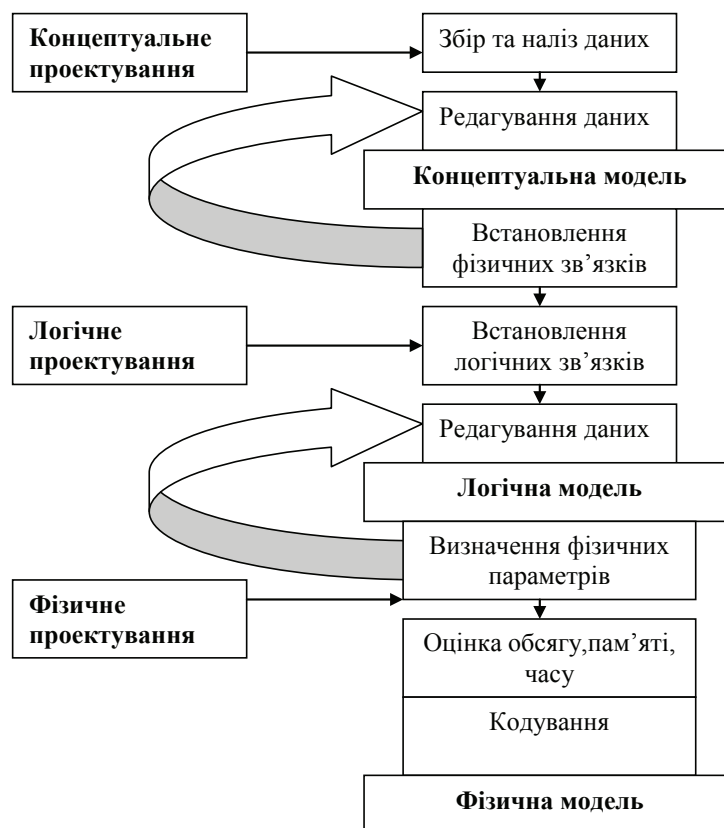 Концептуальне
проектування
Збір та наліз даних
Редагування даних
Концептуальна модель
Встановлення
фізичних зв’язків
Логічне
проектування
Встановлення
логічних зв’язків
Редагування даних
Логічна модель
Визначення фізичних
параметрів
Фізичне
проектування
Оцінка обсягу,пам’яті,
часу
Кодування
Фізична модель